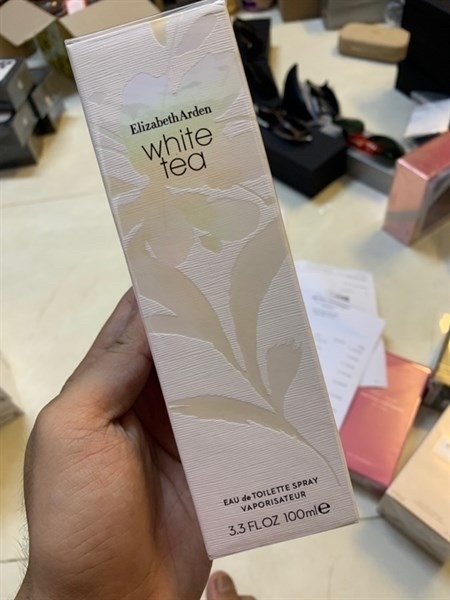 Elizabeth Arden
white
tea
EAU de TOILETTE SPRAY
VAPORISATEUR
3.3 FL OZ 100ml e